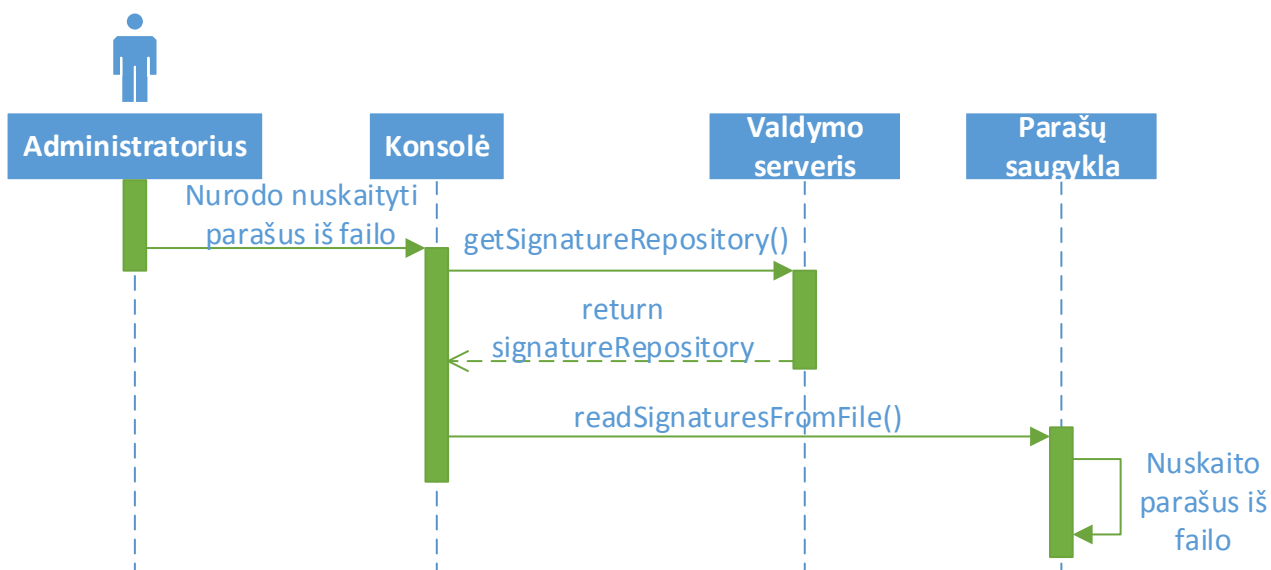 Administratorius
Konsolė
Valdymo
serveris
Parašų
saugykla
Nurodo nuskaityti
parašus iš failo
getSignatureRepository()
return
signatureRepository
readSignaturesFromFile()
Nuskaito
parašus iš
failo